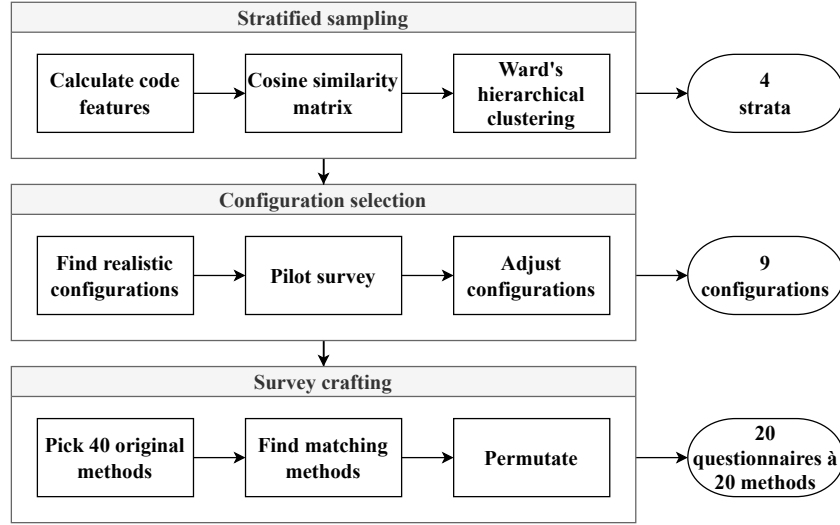 Stratified sampling
Calculate code
features
Cosine similarity
matrix
Ward's
hierarchical
clustering
4
strata
Configuration selection
Find realistic
configurations
Pilot survey
Adjust
configurations
9
configurations
Survey crafting
Pick 40 original
methods
Find matching
methods
Permutate
20
questionnaires à
20 methods